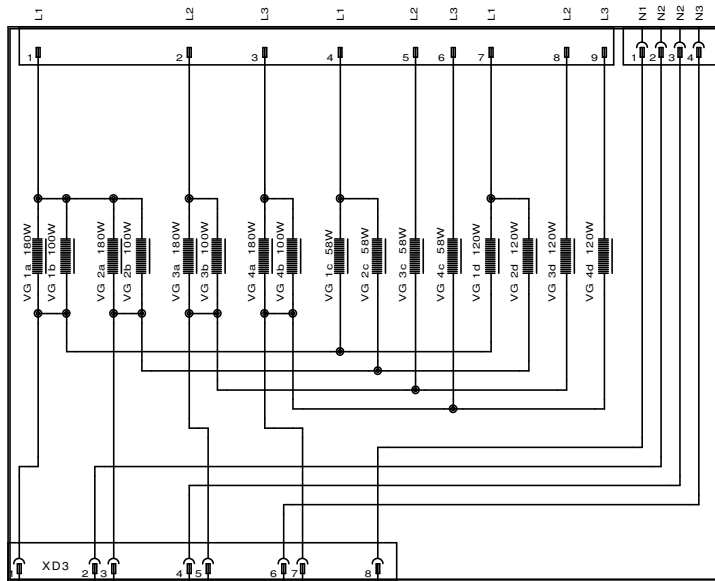 L1 L2 L3 L1 L2 L3 L1 L2 L3 N1 N2 N2 N3
1 2 3 4 5 6 7 8 9 1 2 3 4
VG 1a 180W
VG 1b 100W
VG 2a 180W
VG 2b 100W
VG 3a 180W
VG 3b 100W
VG 4a 180W
VG 4b 100W
VG 1c 58W
VG 2c 58W
VG 3c 58W
VG 4c 58W
VG 1d 120W
VG 2d 120W
VG 3d 120W
VG 4d 120W
XD3
1 2 3 4 5 6 7 8